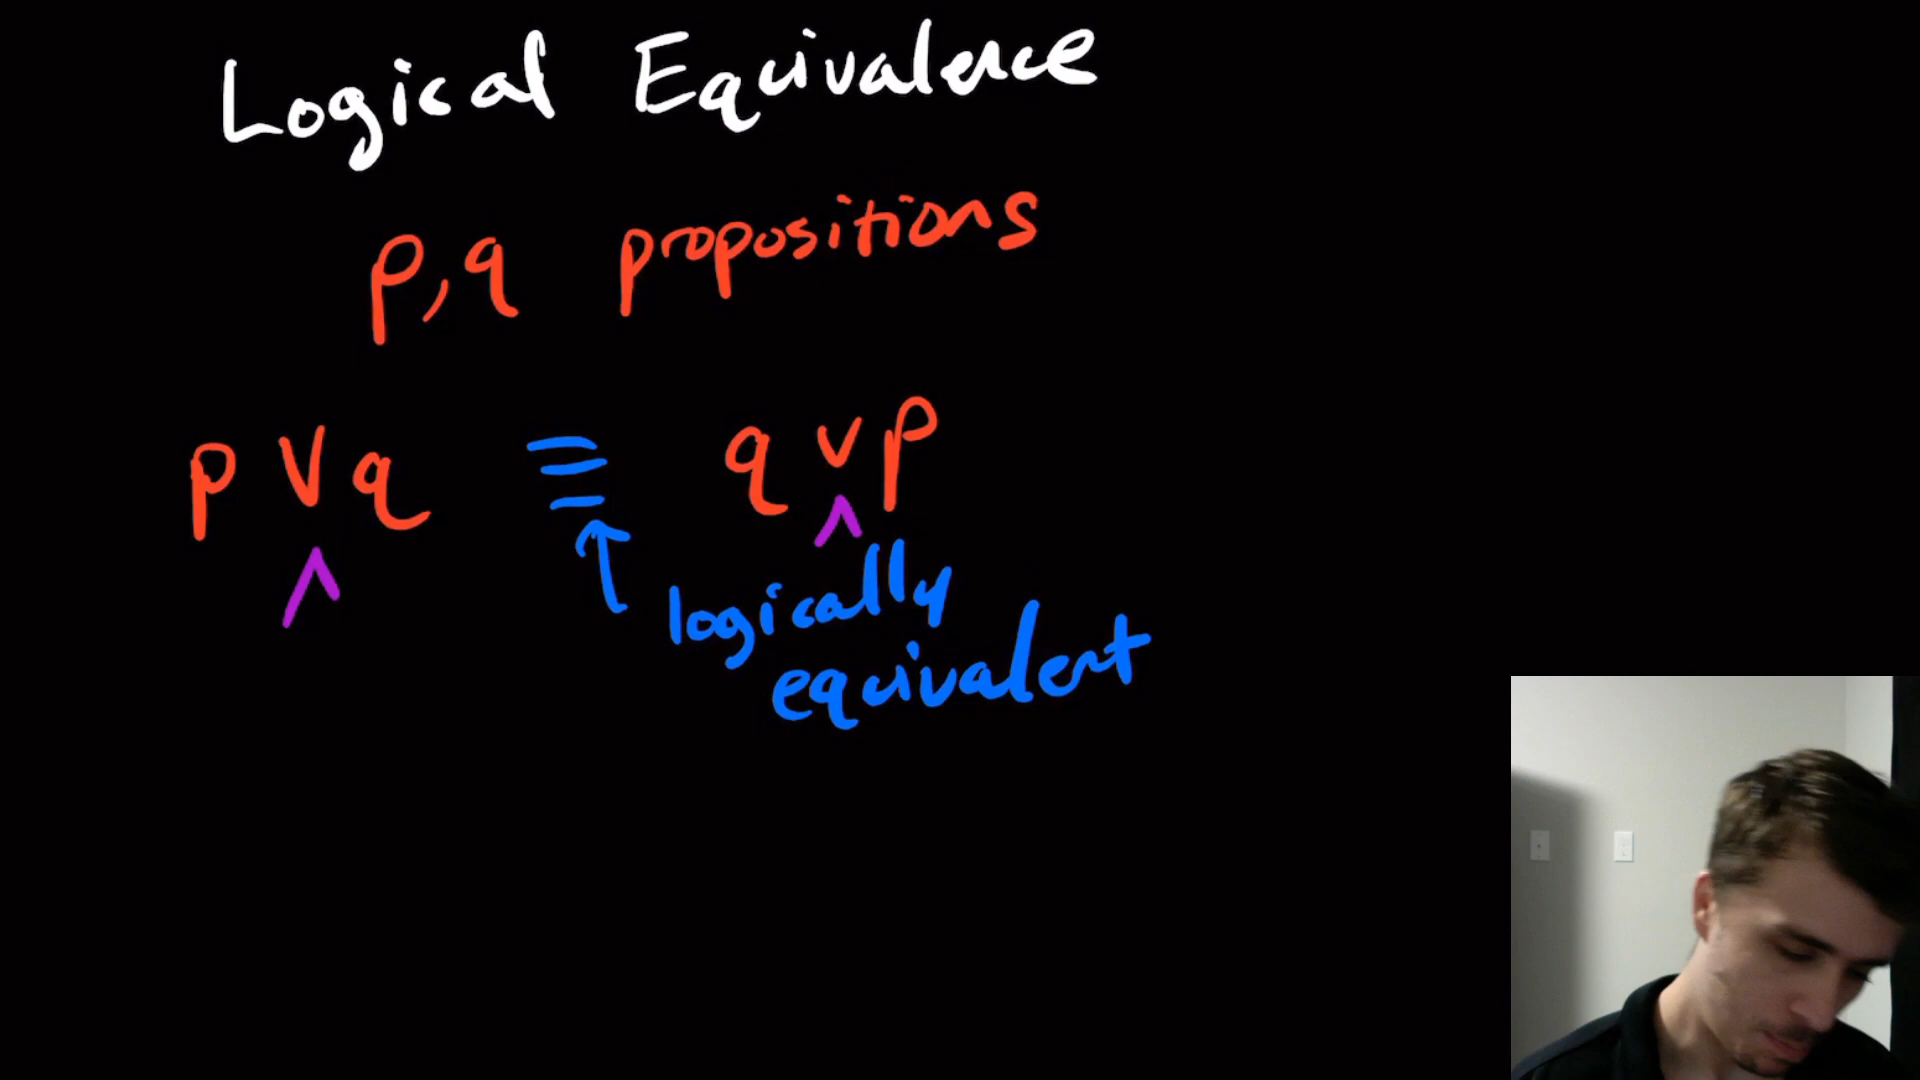 Logical Equivalence
p, q propositions
p ∨ q ≡ q ∨ p
∧ ∧
logically
equivalent